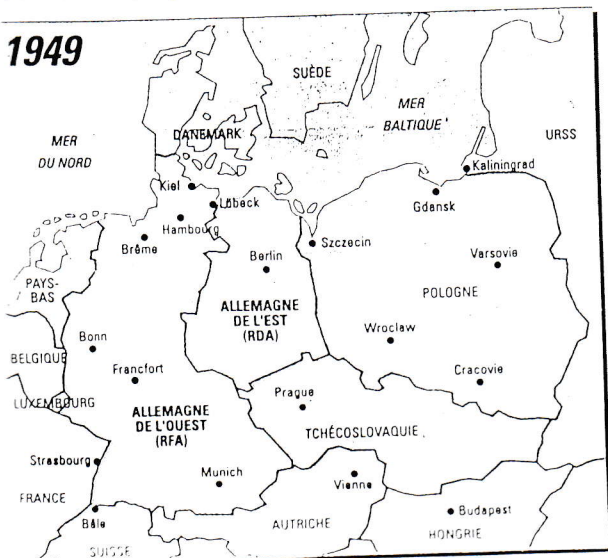 1949
SUÈDE
MER
BALTIQUE
DANEMARK
MER
DU NORD
URSS
Kaliningrad
Kiel
Lübeck
Gdansk
Hambourg
Brême
Szczecin
Berlin
Varsovie
PAYS-
BAS
POLOGNE
ALLEMAGNE
DE L'EST
(RDA)
Bonn
Wrocław
BELGIQUE
Francfort
Cracovie
Prague
LUXEMBOURG
ALLEMAGNE
DE L'OUEST
(RFA)
TCHÉCOSLOVAQUIE
Strasbourg
Munich
Vienne
FRANCE
Bâle
Budapest
AUTRICHE
HONGRIE
SUISSE